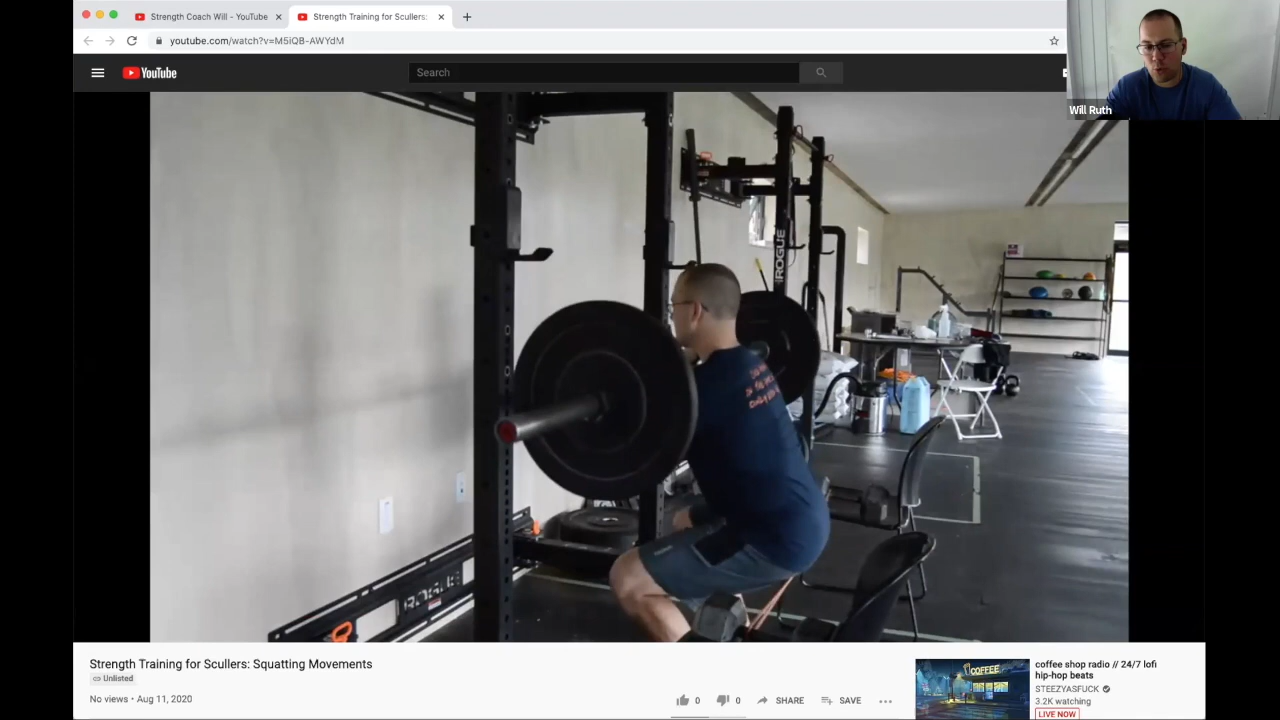 Strength Coach Will - YouTube
Strength Training for Scullers:
youtube.com/watch?v=M5iQB-AWYdM
YouTube
Search
Will Ruth
ROGUE
ROGUE
Strength Training for Scullers: Squatting Movements
Unlisted
No views • Aug 11, 2020
0
0
SHARE
SAVE
COFFEE
coffee shop radio // 24/7 lofi
hip-hop beats
STEEZYASFUCK
3.2K watching
LIVE NOW